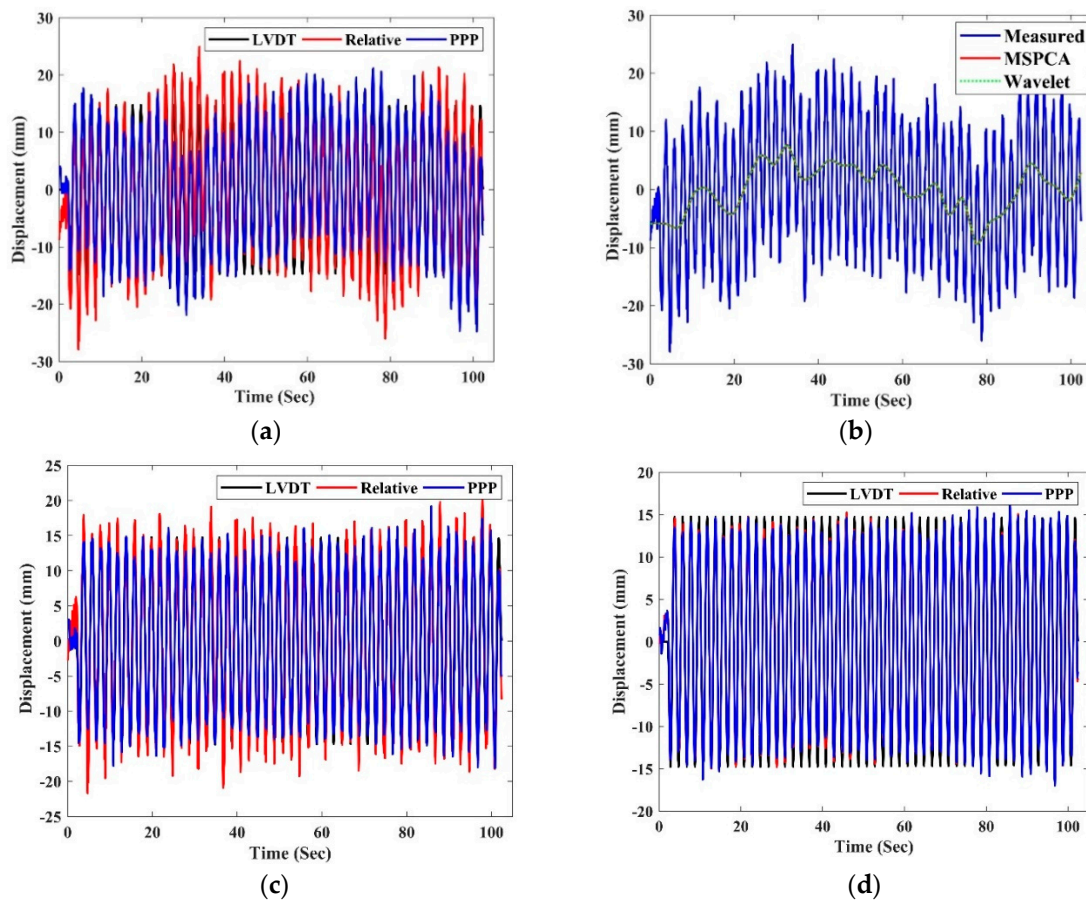 30
20
10
0
-10
-20
-30
Displacement (mm)
LVDT Relative PPP
0 20 40 60 80 100
Time (Sec)
(a)
30
20
10
0
-10
-20
-30
Displacement (mm)
Measured
MSPCA
Wavelet
0 20 40 60 80 100
Time (Sec)
(b)
25
20
15
10
5
0
-5
-10
-15
-20
-25
Displacement (mm)
LVDT Relative PPP
0 20 40 60 80 100
Time (Sec)
(c)
20
15
10
5
0
-5
-10
-15
-20
Displacement (mm)
LVDT Relative PPP
0 20 40 60 80 100
Time (Sec)
(d)